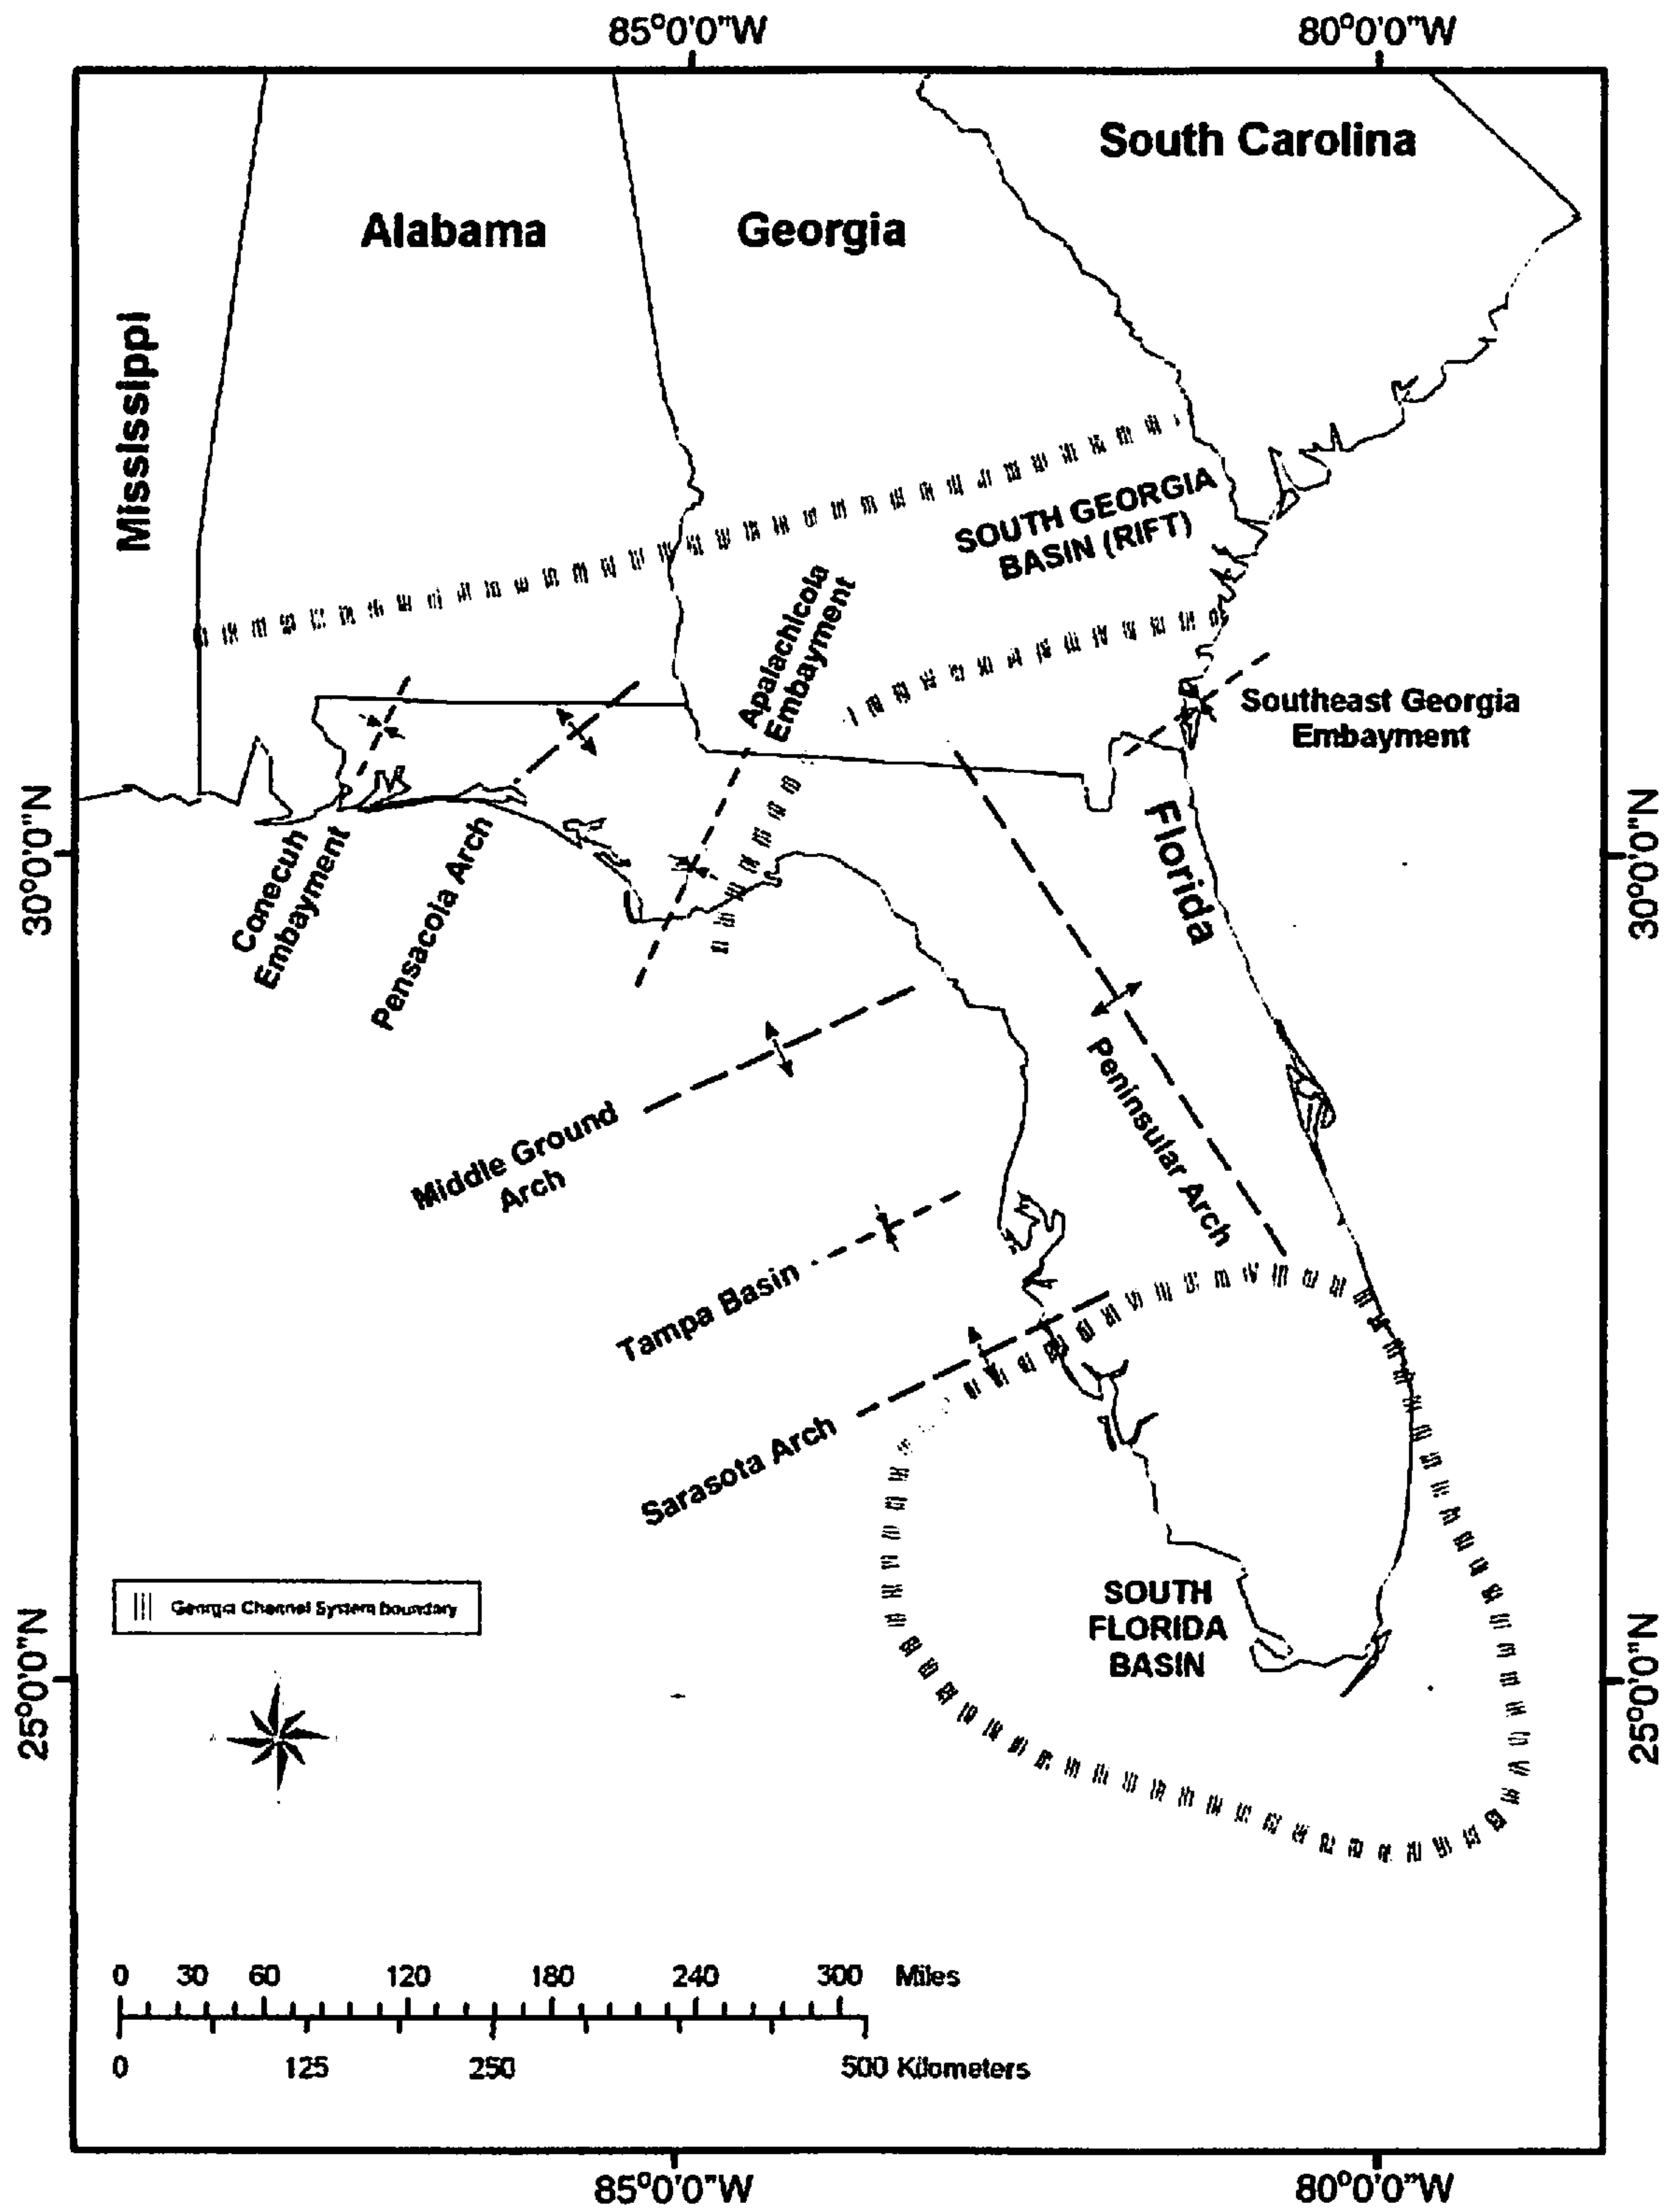 85°0'0"W 80°0'0"W
South Carolina
Alabama Georgia
Mississippi
SOUTH GEORGIA
BASIN (RIFT)
Apalachicola
Embayment
Southeast Georgia
Embayment
30°0'0"N
30°0'0"N
Florida
Conecuh
Embayment
Pensacola Arch
Peninsular Arch
Middle Ground
Arch
Tampa Basin
Sarasota Arch
SOUTH
FLORIDA
BASIN
Georgia Channel System boundary
25°0'0"N
25°0'0"N
0 30 60 120 180 240 300 Miles
0 125 250 500 Kilometers
85°0'0"W 80°0'0"W